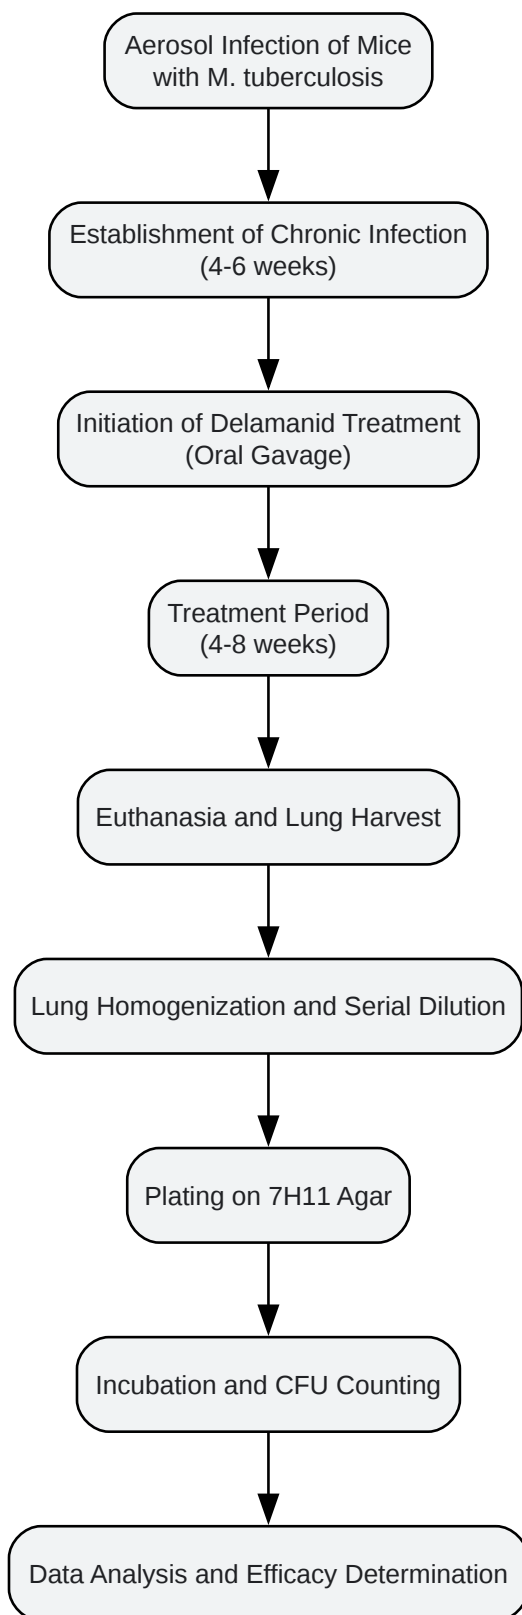 Aerosol Infection of Mice
with M. tuberculosis
Establishment of Chronic Infection
(4-6 weeks)
Initiation of Delamanid Treatment
(Oral Gavage)
Treatment Period
(4-8 weeks)
Euthanasia and Lung Harvest
Lung Homogenization and Serial Dilution
Plating on 7H11 Agar
Incubation and CFU Counting
Data Analysis and Efficacy Determination